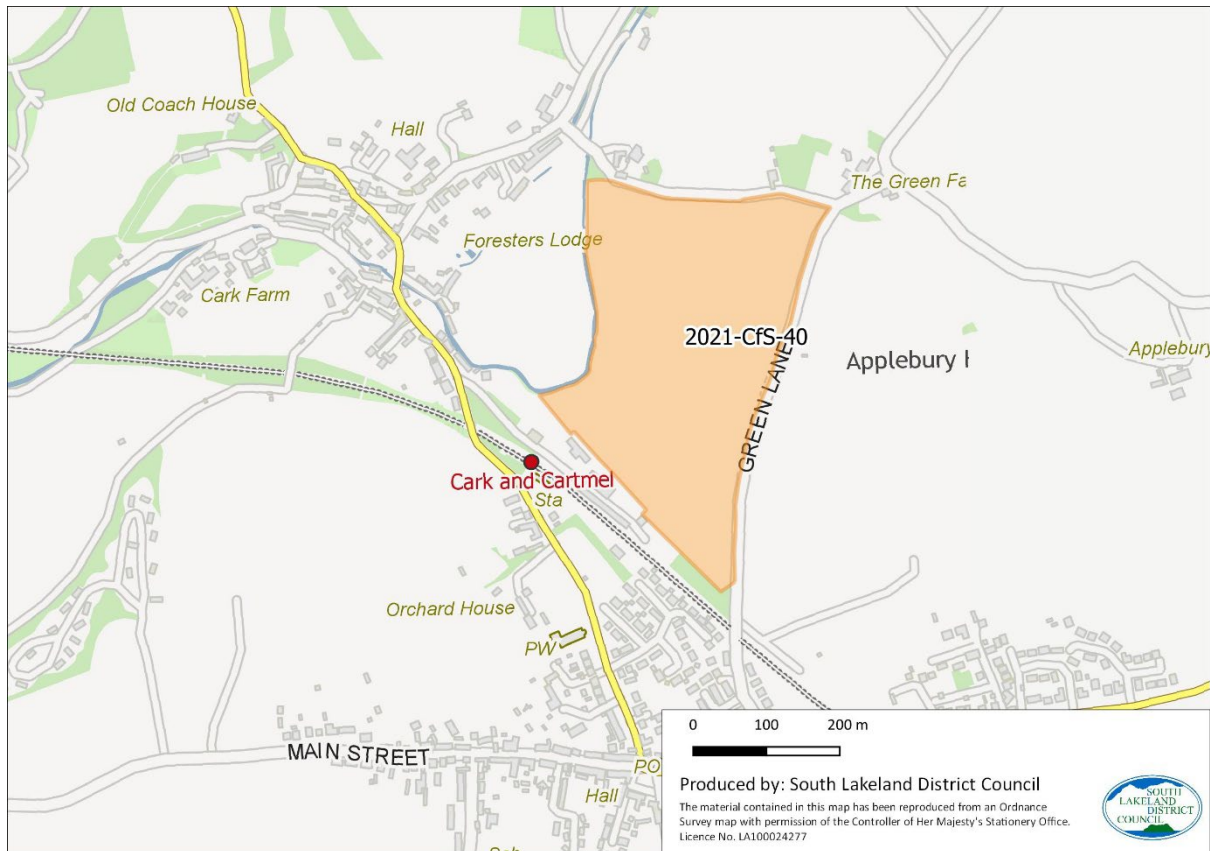 Old Coach House
Hall
The Green Fa
Foresters Lodge
Cark Farm
2021-CfS-40
Applebury H
Applebury
GREEN LANE
Cark and Cartmel
Sta
Orchard House
PW
MAIN STREET
PO
Hall
Sch
0 100 200 m
Produced by: South Lakeland District Council
The material contained in this map has been reproduced from an Ordnance
Survey map with permission of the Controller of Her Majesty's Stationery Office.
Licence No. LA100024277
SOUTH
LAKELAND
DISTRICT
COUNCIL